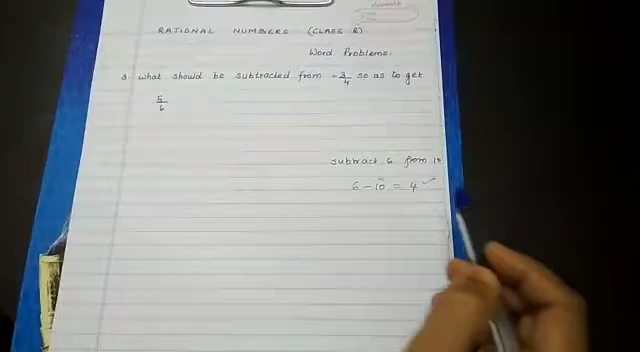 RATIONAL NUMBERS (CLASS 8)
Word Problems:
3 What should be subtracted from -3/4 so as to get
5/6
subtract 6 from 10
6 - 10 = 4 ✓